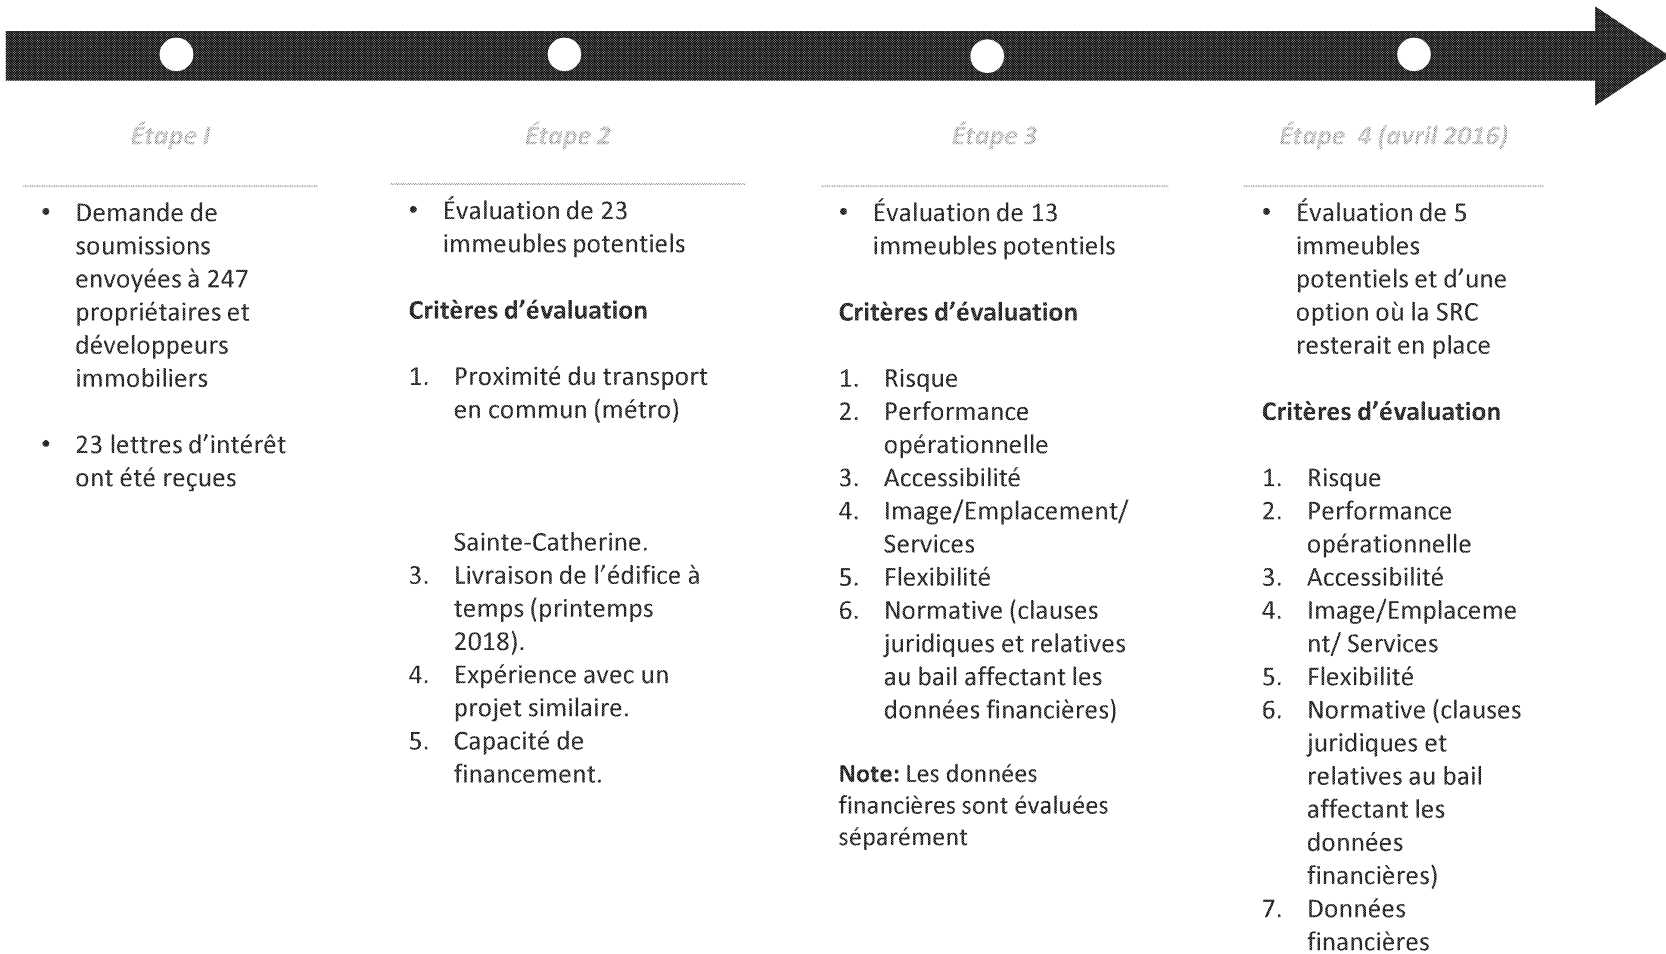 Étape I
Demande de
soumissions
envoyées à 247
propriétaires et
développeurs
immobiliers
23 lettres d'intérêt
ont été reçues
Étape 2
Évaluation de 23
immeubles potentiels
Critères d'évaluation
1. Proximité du transport
en commun (métro)
Sainte-Catherine.
3. Livraison de l'édifice à
temps (printemps
2018).
4. Expérience avec un
projet similaire.
5. Capacité de
financement.
Étape 3
Évaluation de 13
immeubles potentiels
Critères d'évaluation
1. Risque
2. Performance
opérationnelle
3. Accessibilité
4. Image/Emplacement/
Services
5. Flexibilité
6. Normative (clauses
juridiques et relatives
au bail affectant les
données financières)
Note: Les données
financières sont évaluées
séparément
Étape 4 (avril 2016)
Évaluation de 5
immeubles
potentiels et d'une
option où la SRC
resterait en place
Critères d'évaluation
1. Risque
2. Performance
opérationnelle
3. Accessibilité
4. Image/Emplaceme
nt/ Services
5. Flexibilité
6. Normative (clauses
juridiques et
relatives au bail
affectant les
données
financières)
7. Données
financières